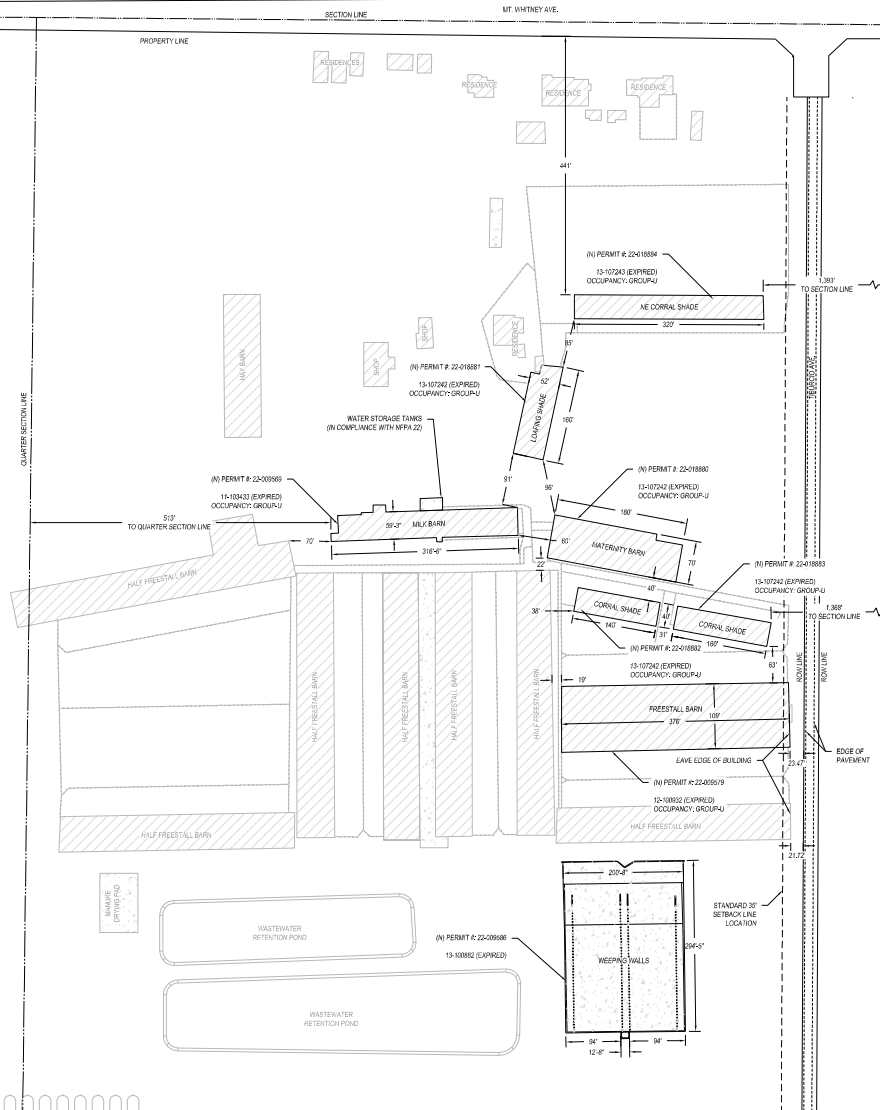 SECTION LINE
MT. WHITNEY AVE.
PROPERTY LINE
RESIDENCES
RESIDENCE
RESIDENCE
RESIDENCE
441'
(N) PERMIT #: 22-018884
13-107243 (EXPIRED)
OCCUPANCY: GROUP-U
1,393'
TO SECTION LINE
NE CORRAL SHADE
320'
SHOP
RESIDENCE
85'
HAY BARN
SHOP
(N) PERMIT #: 22-018881
13-107242 (EXPIRED)
OCCUPANCY: GROUP-U
52'
LOAFING SHADE
160'
QUARTER SECTION LINE
WATER STORAGE TANKS
(IN COMPLIANCE WITH NFPA 22)
(N) PERMIT #: 22-009569
11-103433 (EXPIRED)
OCCUPANCY: GROUP-U
91'
96'
(N) PERMIT #: 22-018880
13-107242 (EXPIRED)
OCCUPANCY: GROUP-U
180'
513'
TO QUARTER SECTION LINE
59'-3"
MILK BARN
70'
316'-6"
60'
MATERNITY BARN
70'
22'
40'
HALF FREESTALL BARN
(N) PERMIT #: 22-018883
13-107242 (EXPIRED)
OCCUPANCY: GROUP-U
1,368'
TO SECTION LINE
38'
CORRAL SHADE
140'
40'
31'
CORRAL SHADE
160'
(N) PERMIT #: 22-018882
13-107242 (EXPIRED)
OCCUPANCY: GROUP-U
63'
ROW LINE
ROW LINE
19'
HALF FREESTALL BARN
HALF FREESTALL BARN
HALF FREESTALL BARN
HALF FREESTALL BARN
FREESTALL BARN
376'
109'
EAVE EDGE OF BUILDING
23.47'
EDGE OF
PAVEMENT
(N) PERMIT #: 22-009579
12-100932 (EXPIRED)
OCCUPANCY: GROUP-U
HALF FREESTALL BARN
HALF FREESTALL BARN
21.72'
200'-8"
MANURE
DRYING PAD
WASTEWATER
RETENTION POND
STANDARD 35'
SETBACK LINE
LOCATION
(N) PERMIT #: 22-009586
13-100882 (EXPIRED)
294'-5"
WEEPING WALLS
WASTEWATER
RETENTION POND
94'
94'
12'-8"